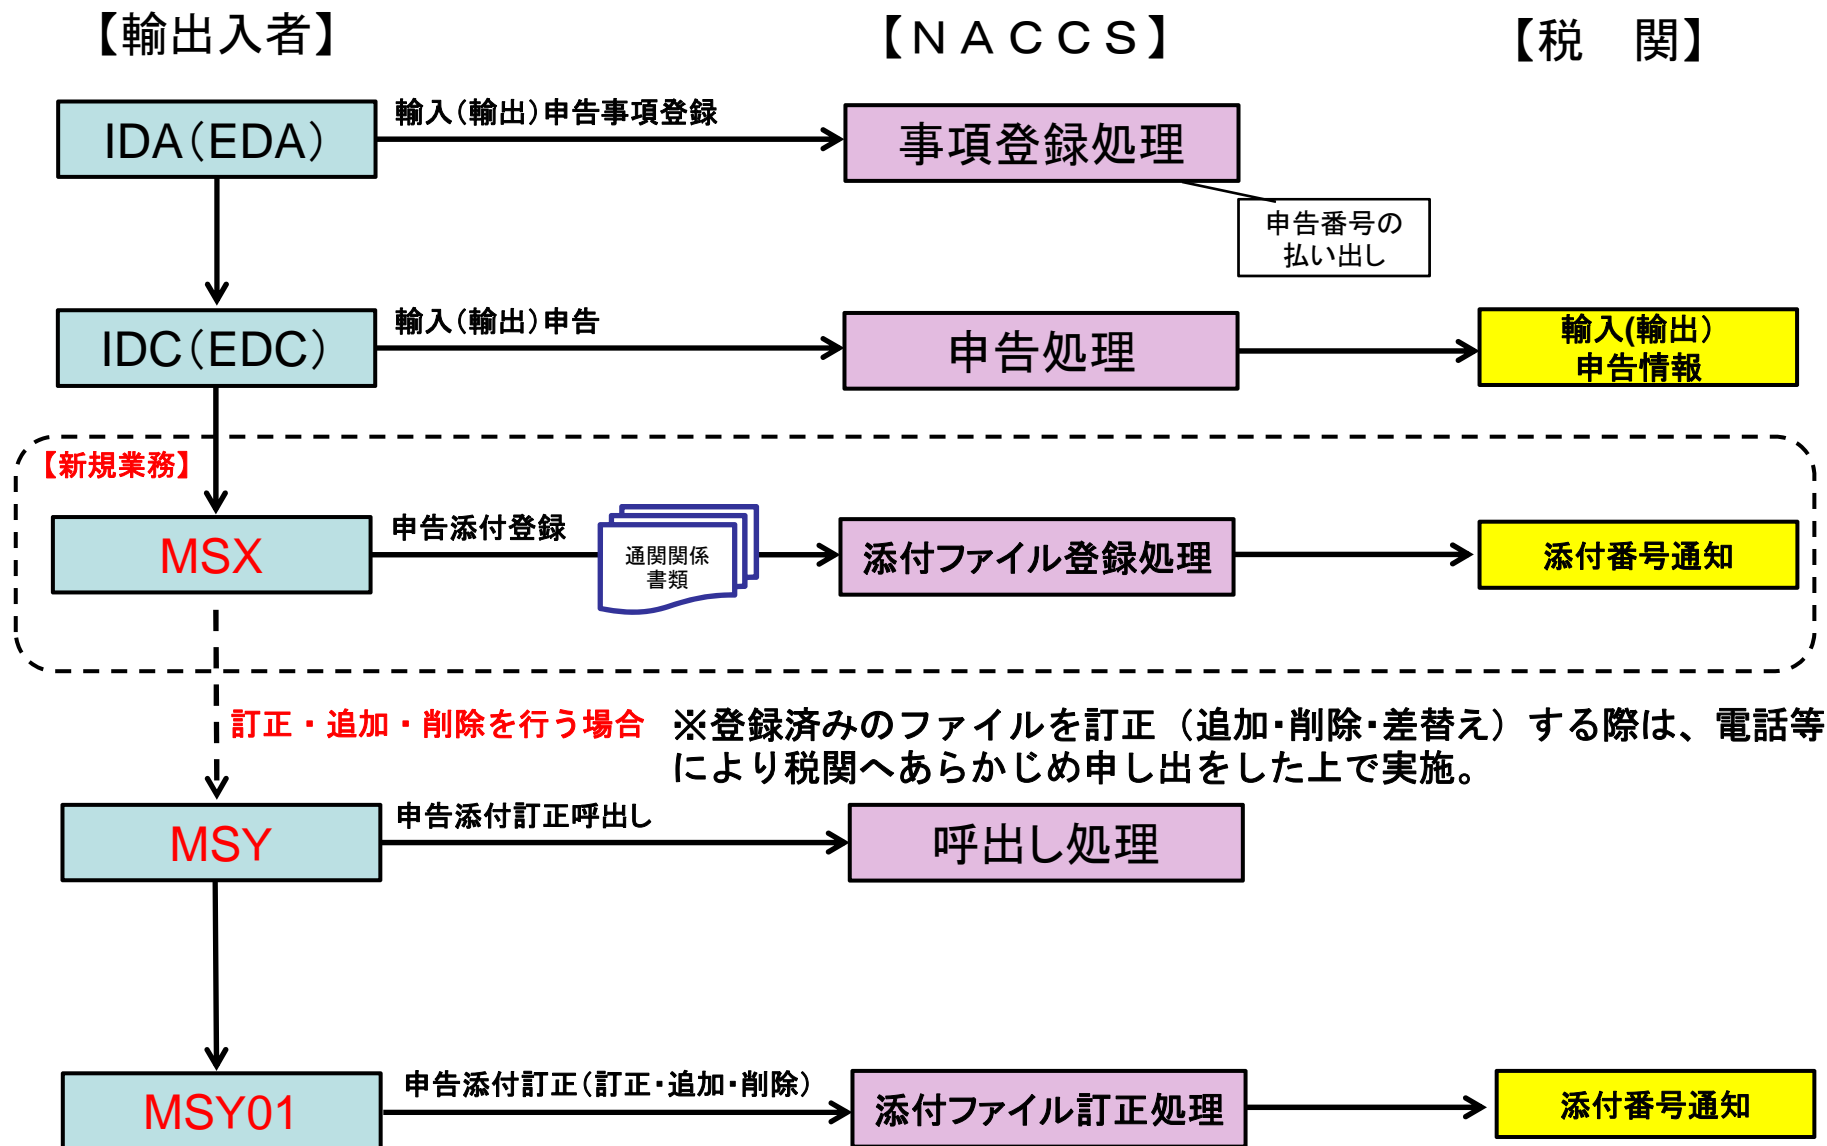 【輸出入者】
【ＮＡＣＣＳ】
【税　関】
IDA（EDA）
輸入（輸出）申告事項登録
事項登録処理
申告番号の
払い出し
IDC（EDC）
輸入（輸出）申告
申告処理
輸入(輸出）
申告情報
【新規業務】
MSX
申告添付登録
通関関係
書類
添付ファイル登録処理
添付番号通知
訂正・追加・削除を行う場合
※登録済みのファイルを訂正（追加・削除・差替え）する際は、電話等
により税関へあらかじめ申し出をした上で実施。
MSY
申告添付訂正呼出し
呼出し処理
MSY01
申告添付訂正（訂正・追加・削除）
添付ファイル訂正処理
添付番号通知